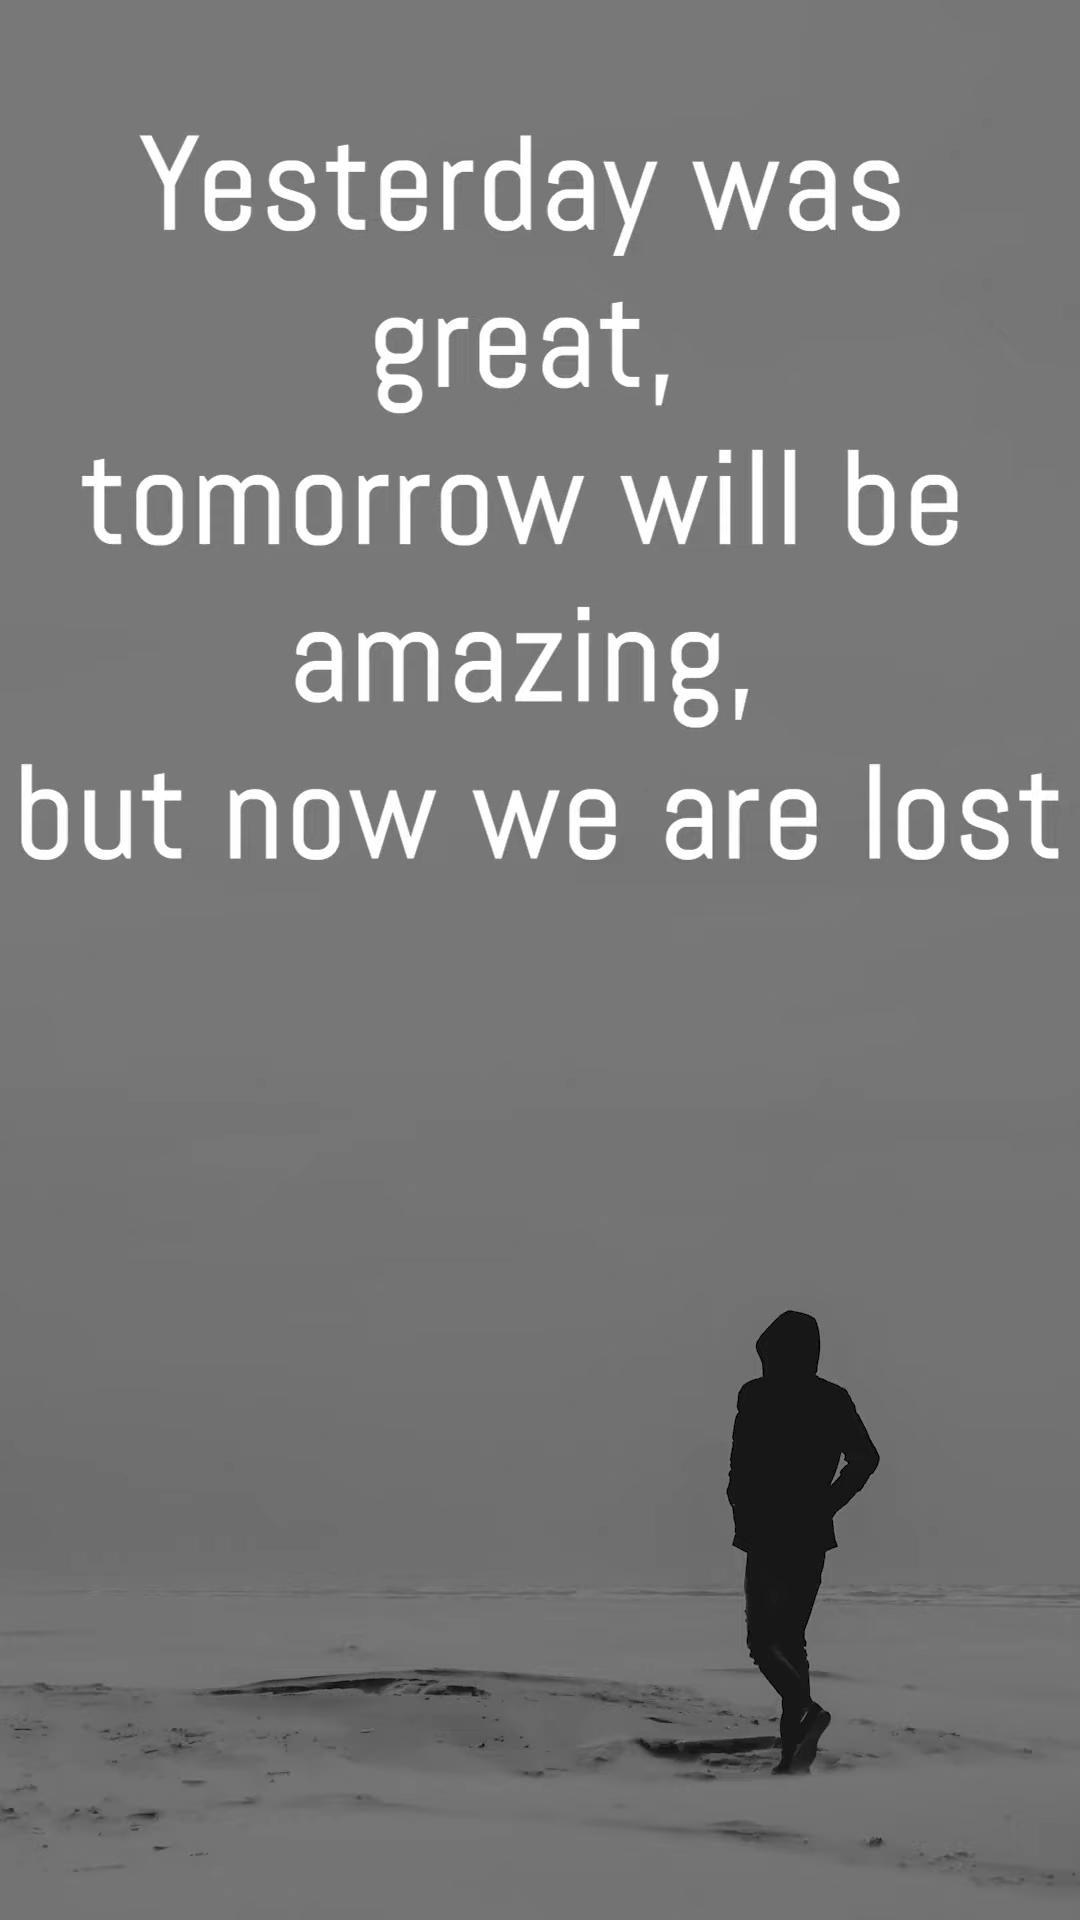 Yesterday was
great,
tomorrow will be
amazing,
but now we are lost